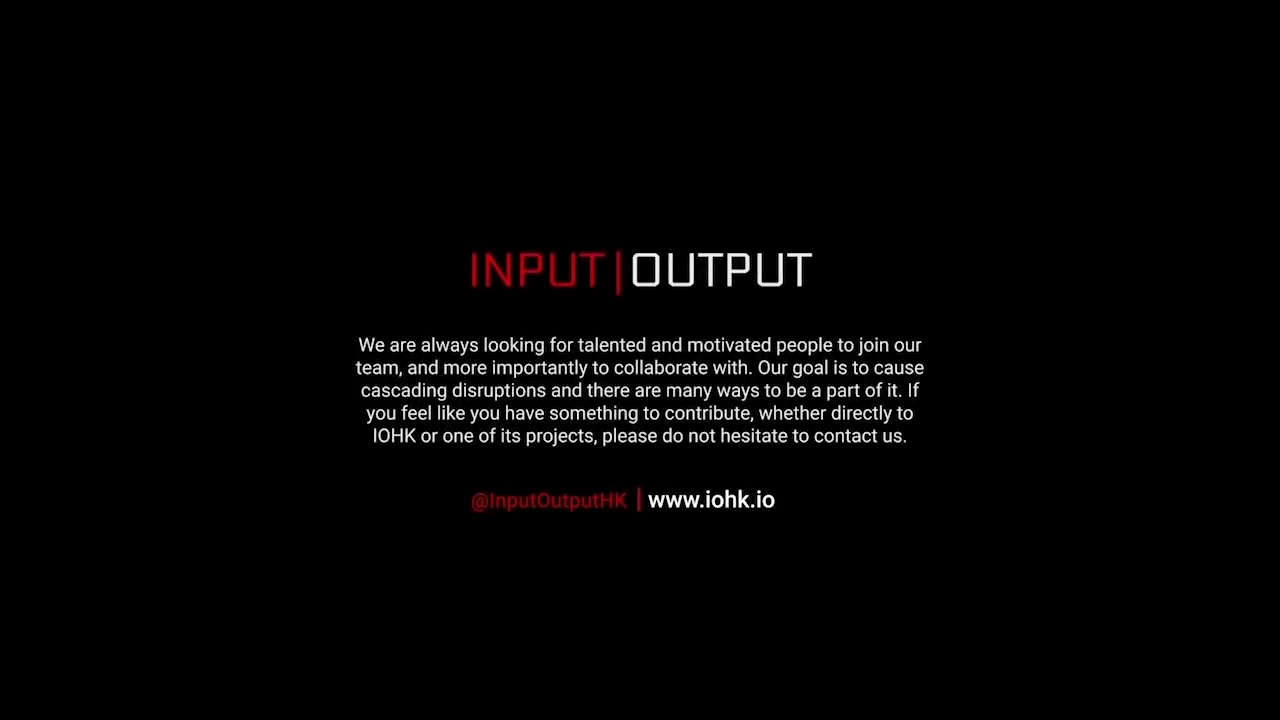 INPUT|OUTPUT
We are always looking for talented and motivated people to join our
team, and more importantly to collaborate with. Our goal is to cause
cascading disruptions and there are many ways to be a part of it. If
you feel like you have something to contribute, whether directly to
IOHK or one of its projects, please do not hesitate to contact us.
@InputOutputHK | www.iohk.io